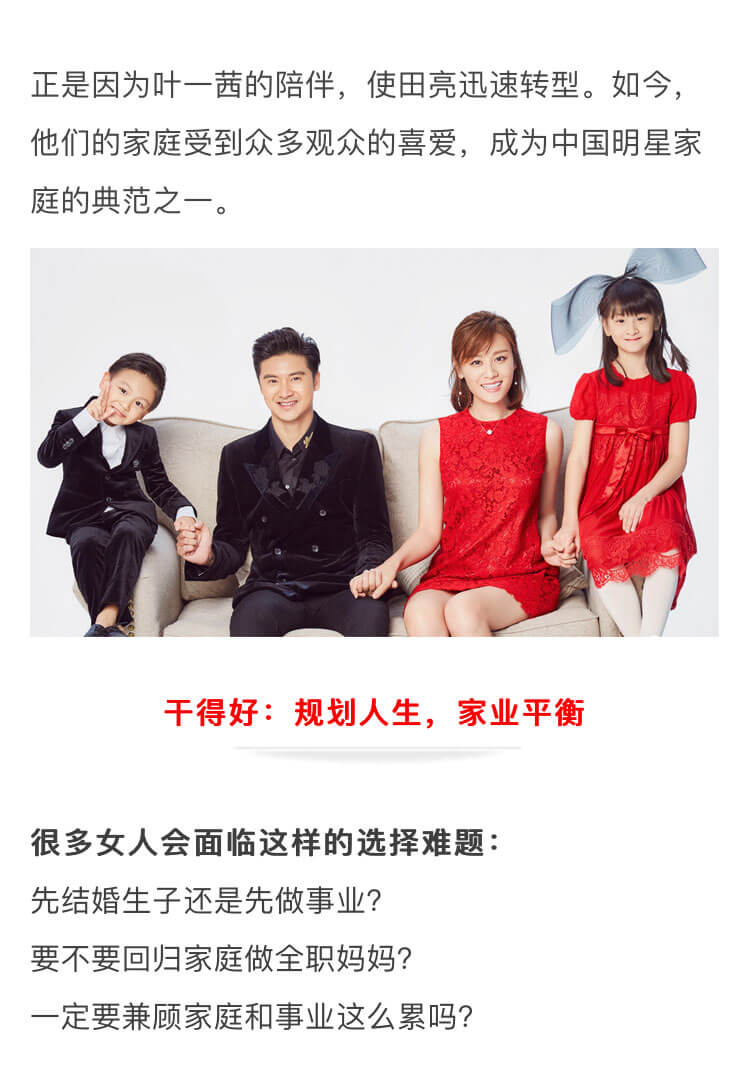 正是因为叶一茜的陪伴，使田亮迅速转型。如今，
他们的家庭受到众多观众的喜爱，成为中国明星家
庭的典范之一。
干得好：规划人生，家业平衡
很多女人会面临这样的选择难题：
先结婚生子还是先做事业？
要不要回归家庭做全职妈妈？
一定要兼顾家庭和事业这么累吗？